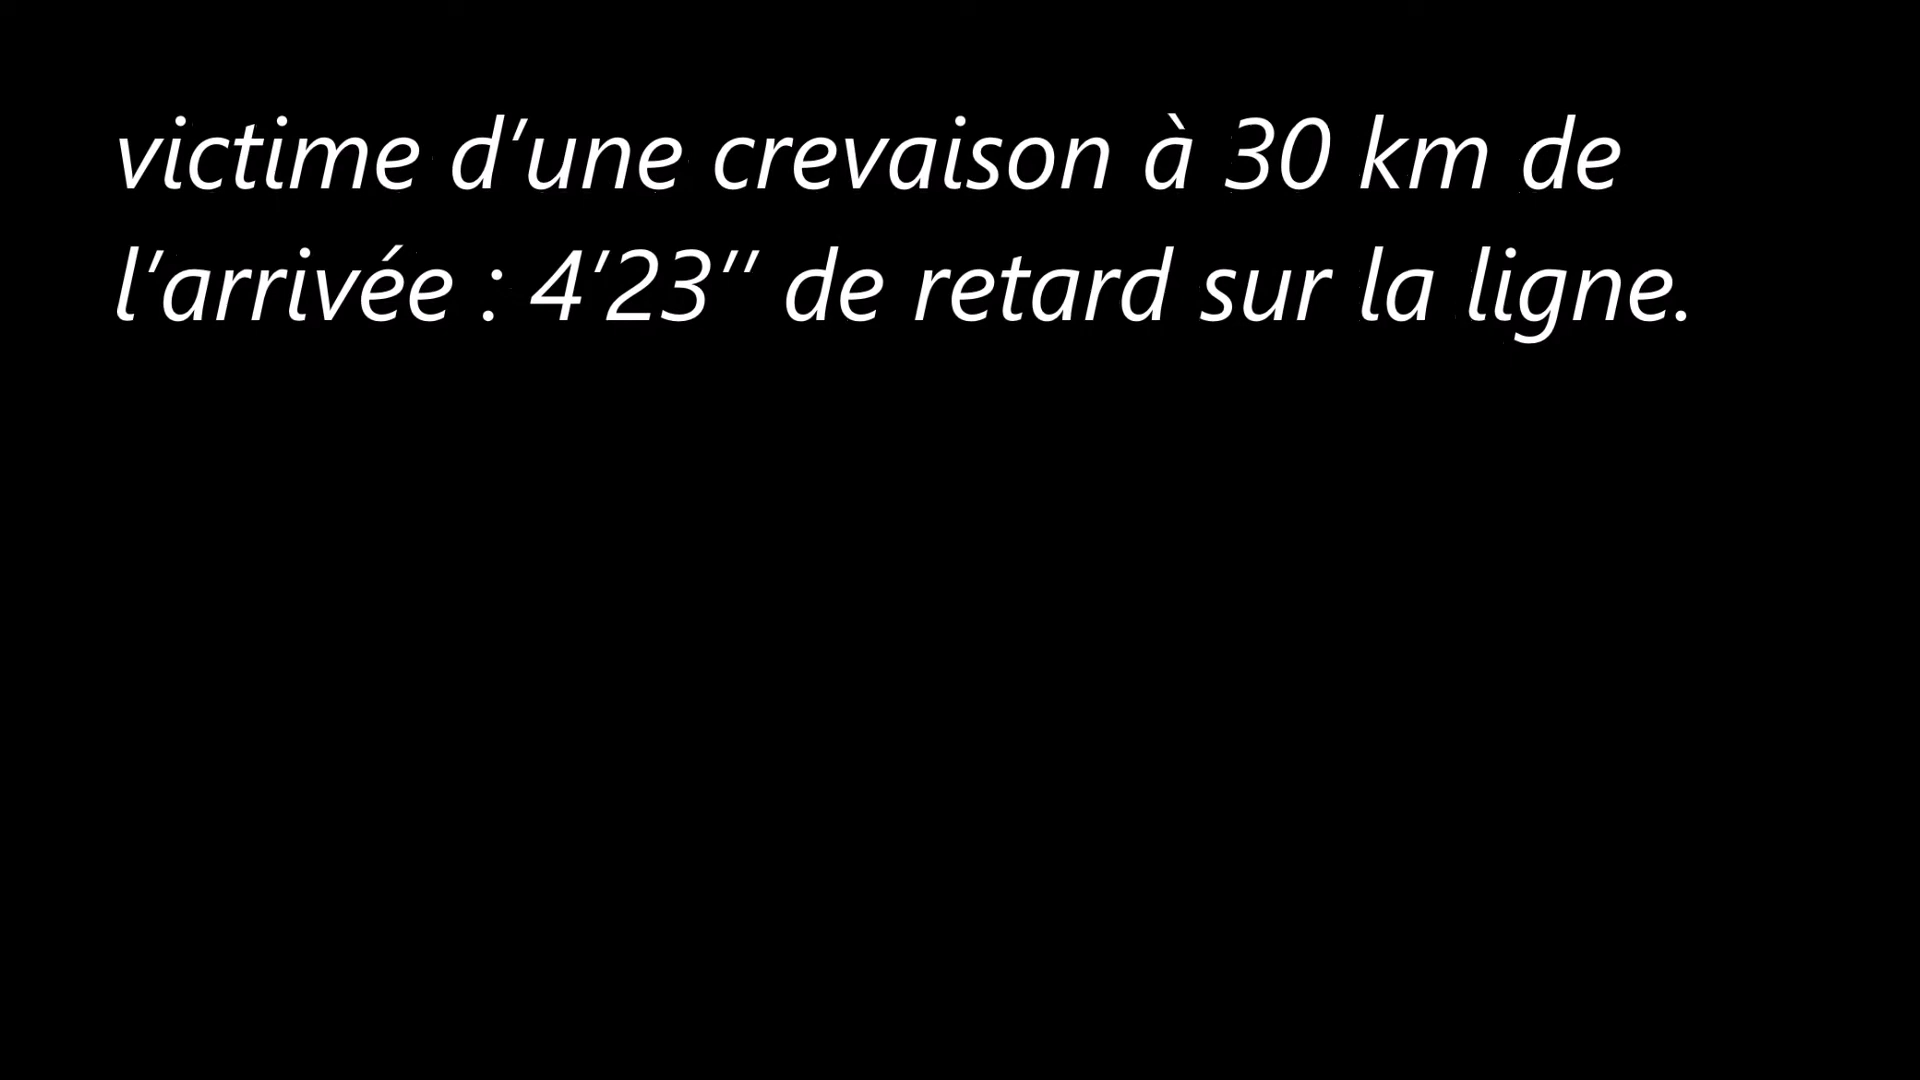 victime d’une crevaison à 30 km de
l’arrivée : 4’23’’ de retard sur la ligne.